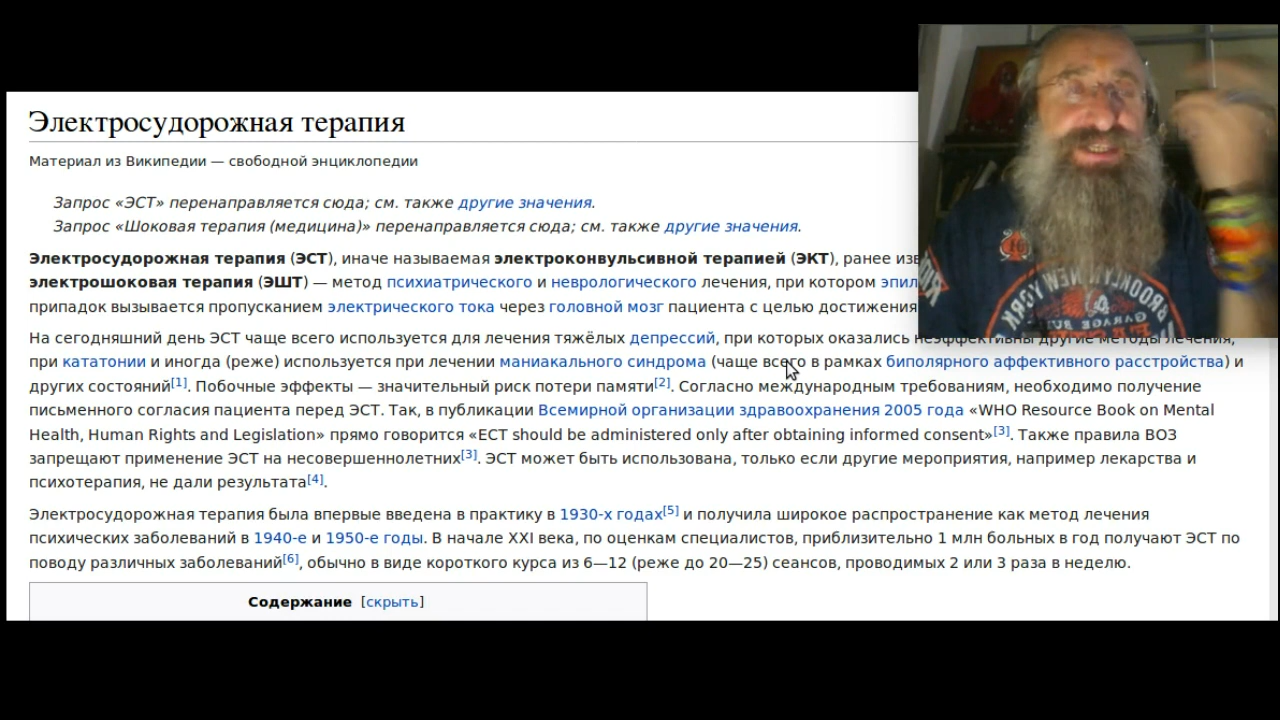 Электросудорожная терапия
Материал из Википедии — свободной энциклопедии
Запрос «ЭСТ» перенаправляется сюда; см. также другие значения.
Запрос «Шоковая терапия (медицина)» перенаправляется сюда; см. также другие значения.
Электросудорожная терапия (ЭСТ), иначе называемая электроконвульсивной терапией (ЭКТ), ранее
электрошоковая терапия (ЭШТ) — метод психиатрического и неврологического лечения, при котором
припадок вызывается пропусканием электрического тока через головной мозг пациента с целью достижения
На сегодняшний день ЭСТ чаще всего используется для лечения тяжёлых депрессий, при которых оказались неэффективны другие методы лечения,
при кататонии и иногда (реже) используется при лечении маниакального синдрома (чаще всего в рамках биполярного аффективного расстройства) и
других состояний[1]. Побочные эффекты — значительный риск потери памяти[2]. Согласно международным требованиям, необходимо получение
письменного согласия пациента перед ЭСТ. Так, в публикации Всемирной организации здравоохранения 2005 года «WHO Resource Book on Mental
Health, Human Rights and Legislation» прямо говорится «ECT should be administered only after obtaining informed consent»[3]. Также правила ВОЗ
запрещают применение ЭСТ на несовершеннолетних[3]. ЭСТ может быть использована, только если другие мероприятия, например лекарства и
психотерапия, не дали результата[4].
Электросудорожная терапия была впервые введена в практику в 1930-х годах[5] и получила широкое распространение как метод лечения
психических заболеваний в 1940-е и 1950-е годы. В начале XXI века, по оценкам специалистов, приблизительно 1 млн больных в год получают ЭСТ по
поводу различных заболеваний[6], обычно в виде короткого курса из 6—12 (реже до 20—25) сеансов, проводимых 2 или 3 раза в неделю.
Содержание [скрыть]
BROOKLYN NEW YORK